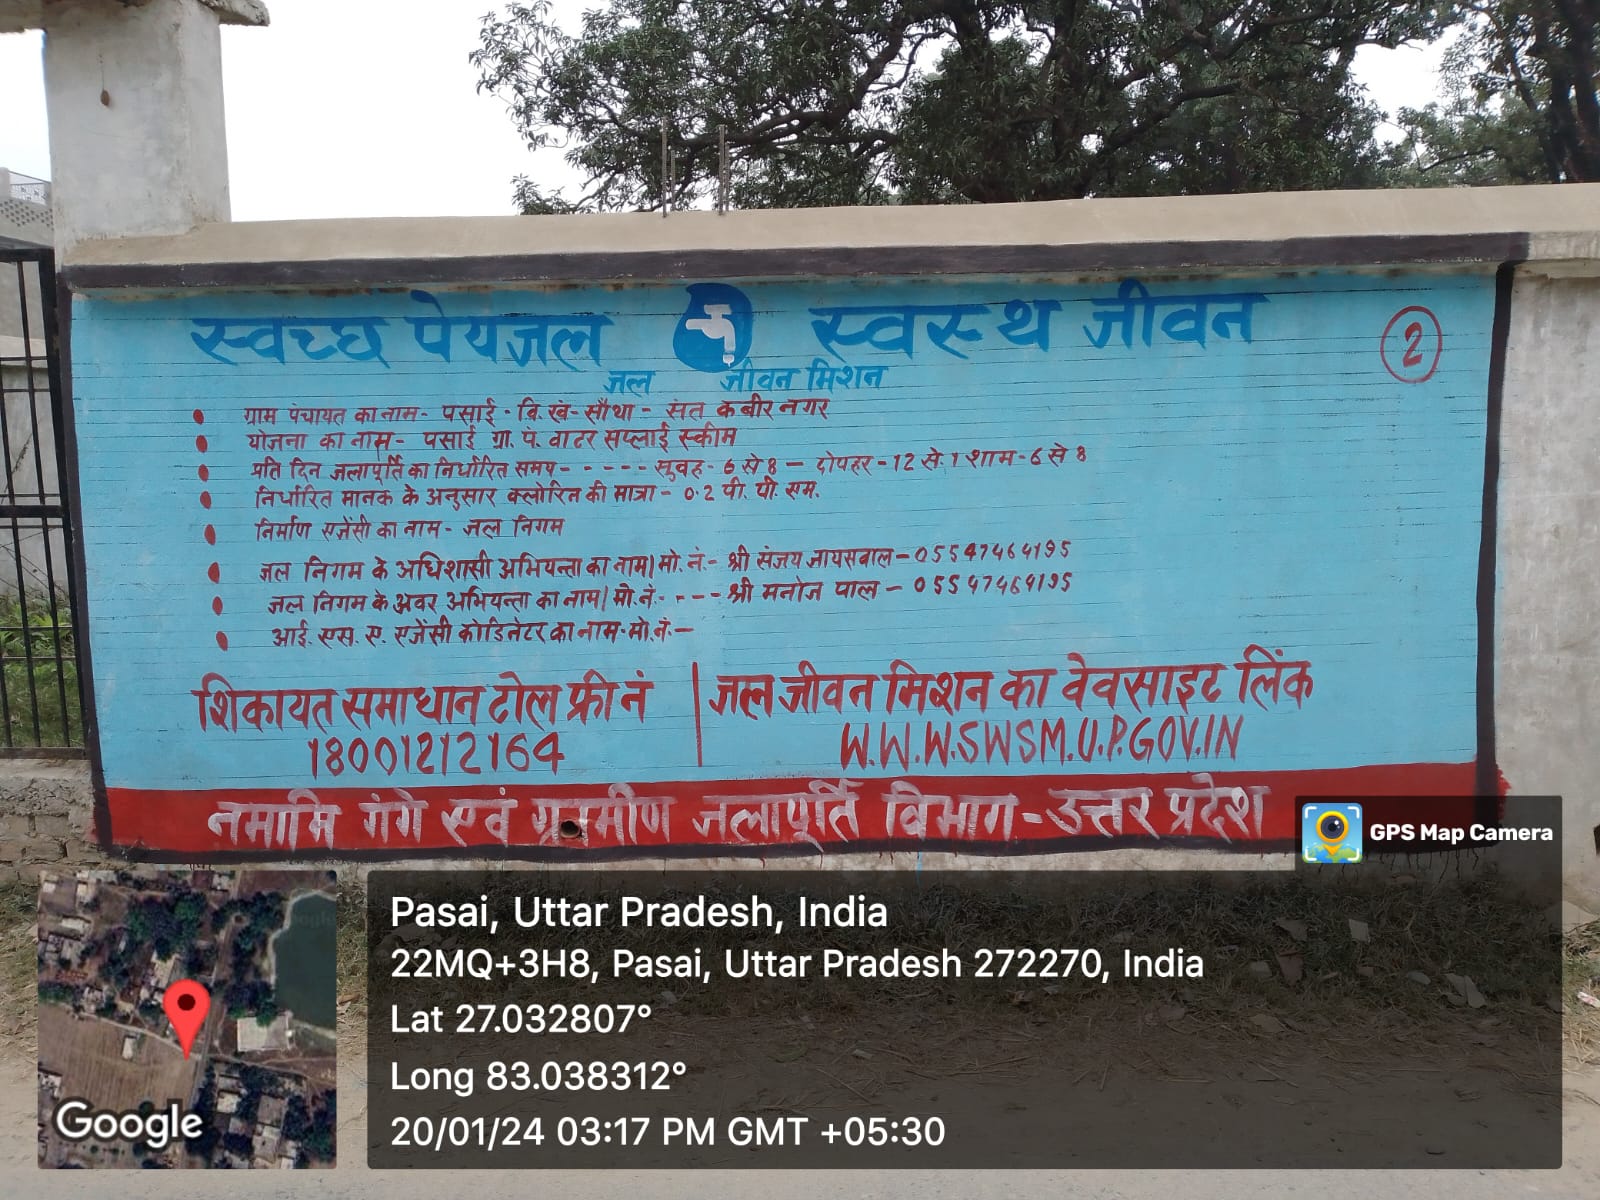 स्वच्छ पेयजल स्वस्थ जीवन
2
जल जीवन मिशन
ग्राम पंचायत का नाम- पसाई - वि.खं- सौथा - संत कबीर नगर
योजना का नाम- पसाई ग्रा. पं. वाटर सप्लाई स्कीम
प्रति दिन जलापूर्ति का निर्धारित समय- - - - - - सुवह- 6 से 8 - दोपहर - 12 से 1 शाम - 6 से 8
निर्धारित मानक के अनुसार क्लोरिन की मात्रा - 0.2 पी. पी. एम.
निर्माण एजेंसी का नाम- जल निगम
जल निगम के अधिशासी अभियन्ता का नाम/मो.नं.- श्री संजय जायसवाल - 05547464195
जल निगम के अवर अभियन्ता का नाम/मो.नं.- - - - श्री मनोज पाल - 05547464195
आई. एस. ए. एजेंसी कोडिनेटर का नाम-मो.नं.-
शिकायत समाधान टोल फ्री नं
18001212164
जल जीवन मिशन का वेवसाइट लिंक
W.W.W.SWSM.U.P.GOV.IN
नमामि गंगे एवं ग्रामीण जलापूर्ति विभाग - उत्तर प्रदेश
GPS Map Camera
Pasai, Uttar Pradesh, India
22MQ+3H8, Pasai, Uttar Pradesh 272270, India
Lat 27.032807°
Long 83.038312°
20/01/24 03:17 PM GMT +05:30
Google